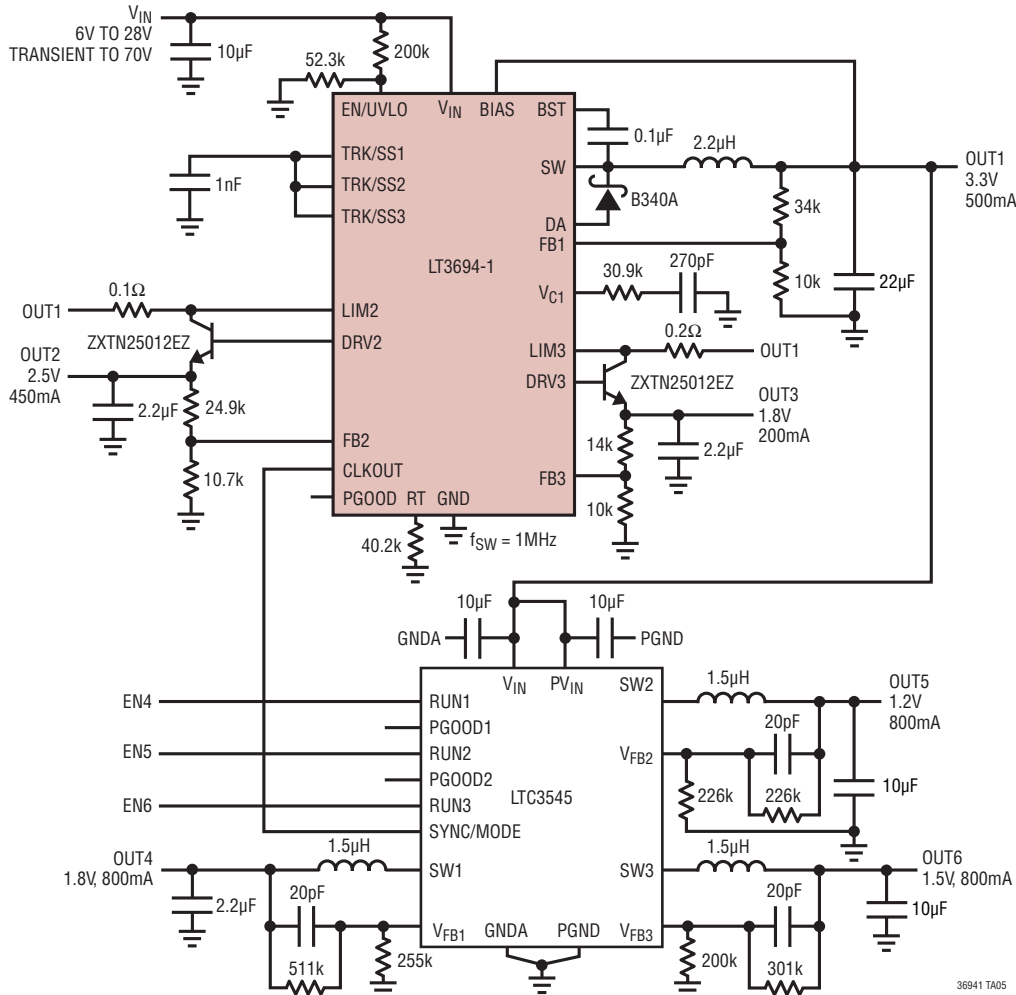 VIN
6V TO 28V
TRANSIENT TO 70V
10µF
200k
52.3k
EN/UVLO
VIN
BIAS
BST
0.1µF
2.2µH
SW
OUT1
3.3V
500mA
TRK/SS1
1nF
TRK/SS2
TRK/SS3
B340A
34k
DA
FB1
LT3694-1
270pF
30.9k
10k
22µF
VC1
0.1Ω
OUT1
LIM2
0.2Ω
LIM3
OUT1
ZXTN25012EZ
DRV2
OUT2
2.5V
450mA
DRV3
ZXTN25012EZ
OUT3
1.8V
200mA
2.2µF
24.9k
14k
2.2µF
FB2
CLKOUT
FB3
10.7k
PGOOD
RT
GND
10k
40.2k
fSW = 1MHz
10µF
10µF
GNDA
PGND
VIN
PVIN
SW2
1.5µH
OUT5
1.2V
800mA
EN4
RUN1
PGOOD1
20pF
EN5
RUN2
VFB2
PGOOD2
LTC3545
226k
226k
10µF
EN6
RUN3
SYNC/MODE
OUT4
1.8V, 800mA
1.5µH
SW1
SW3
1.5µH
OUT6
1.5V, 800mA
2.2µF
20pF
20pF
10µF
VFB1
GNDA
PGND
VFB3
511k
255k
200k
301k
36941 TA05